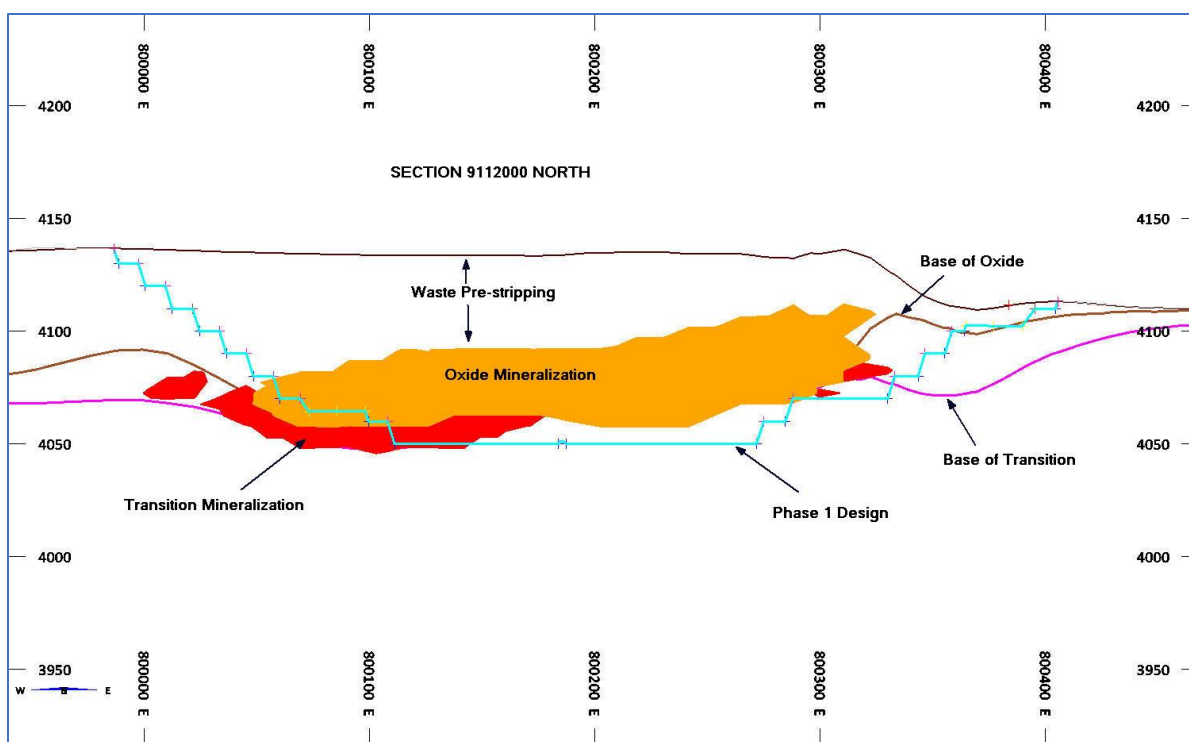 800000 E
800100 E
800200 E
800300 E
800400 E
4200
4200
SECTION 9112000 NORTH
4150
4150
Base of Oxide
Waste Pre-stripping
4100
4100
Oxide Mineralization
4050
4050
Base of Transition
Transition Mineralization
Phase 1 Design
4000
4000
3950
3950
W
E
800000 E
800100 E
800200 E
800300 E
800400 E